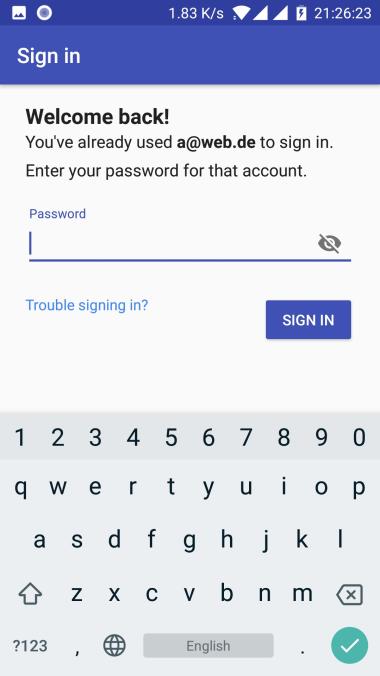 1.83 K/s 21:26:23
Sign in
Welcome back!
You've already used a@web.de to sign in.
Enter your password for that account.
Password
Trouble signing in?
SIGN IN
1 2 3 4 5 6 7 8 9 0
q w e r t y u i o p
a s d f g h j k l
z x c v b n m
?123 , English .